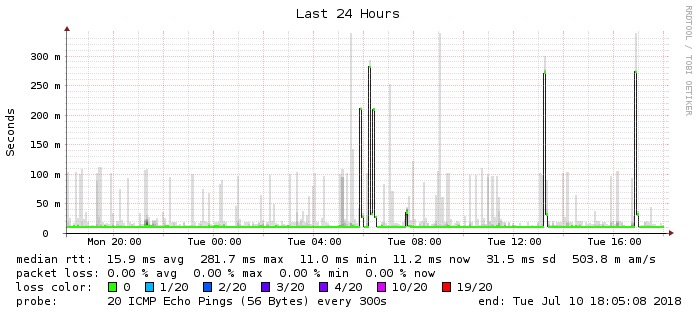 Last 24 Hours
RRDTOOL / TOBI OETIKER
Seconds
300 m
250 m
200 m
150 m
100 m
50 m
0
Mon 20:00 Tue 00:00 Tue 04:00 Tue 08:00 Tue 12:00 Tue 16:00
median rtt: 15.9 ms avg 281.7 ms max 11.0 ms min 11.2 ms now 31.5 ms sd 503.8 m am/s
packet loss: 0.00 % avg 0.00 % max 0.00 % min 0.00 % now
loss color: 0 1/20 2/20 3/20 4/20 10/20 19/20
probe: 20 ICMP Echo Pings (56 Bytes) every 300s end: Tue Jul 10 18:05:08 2018